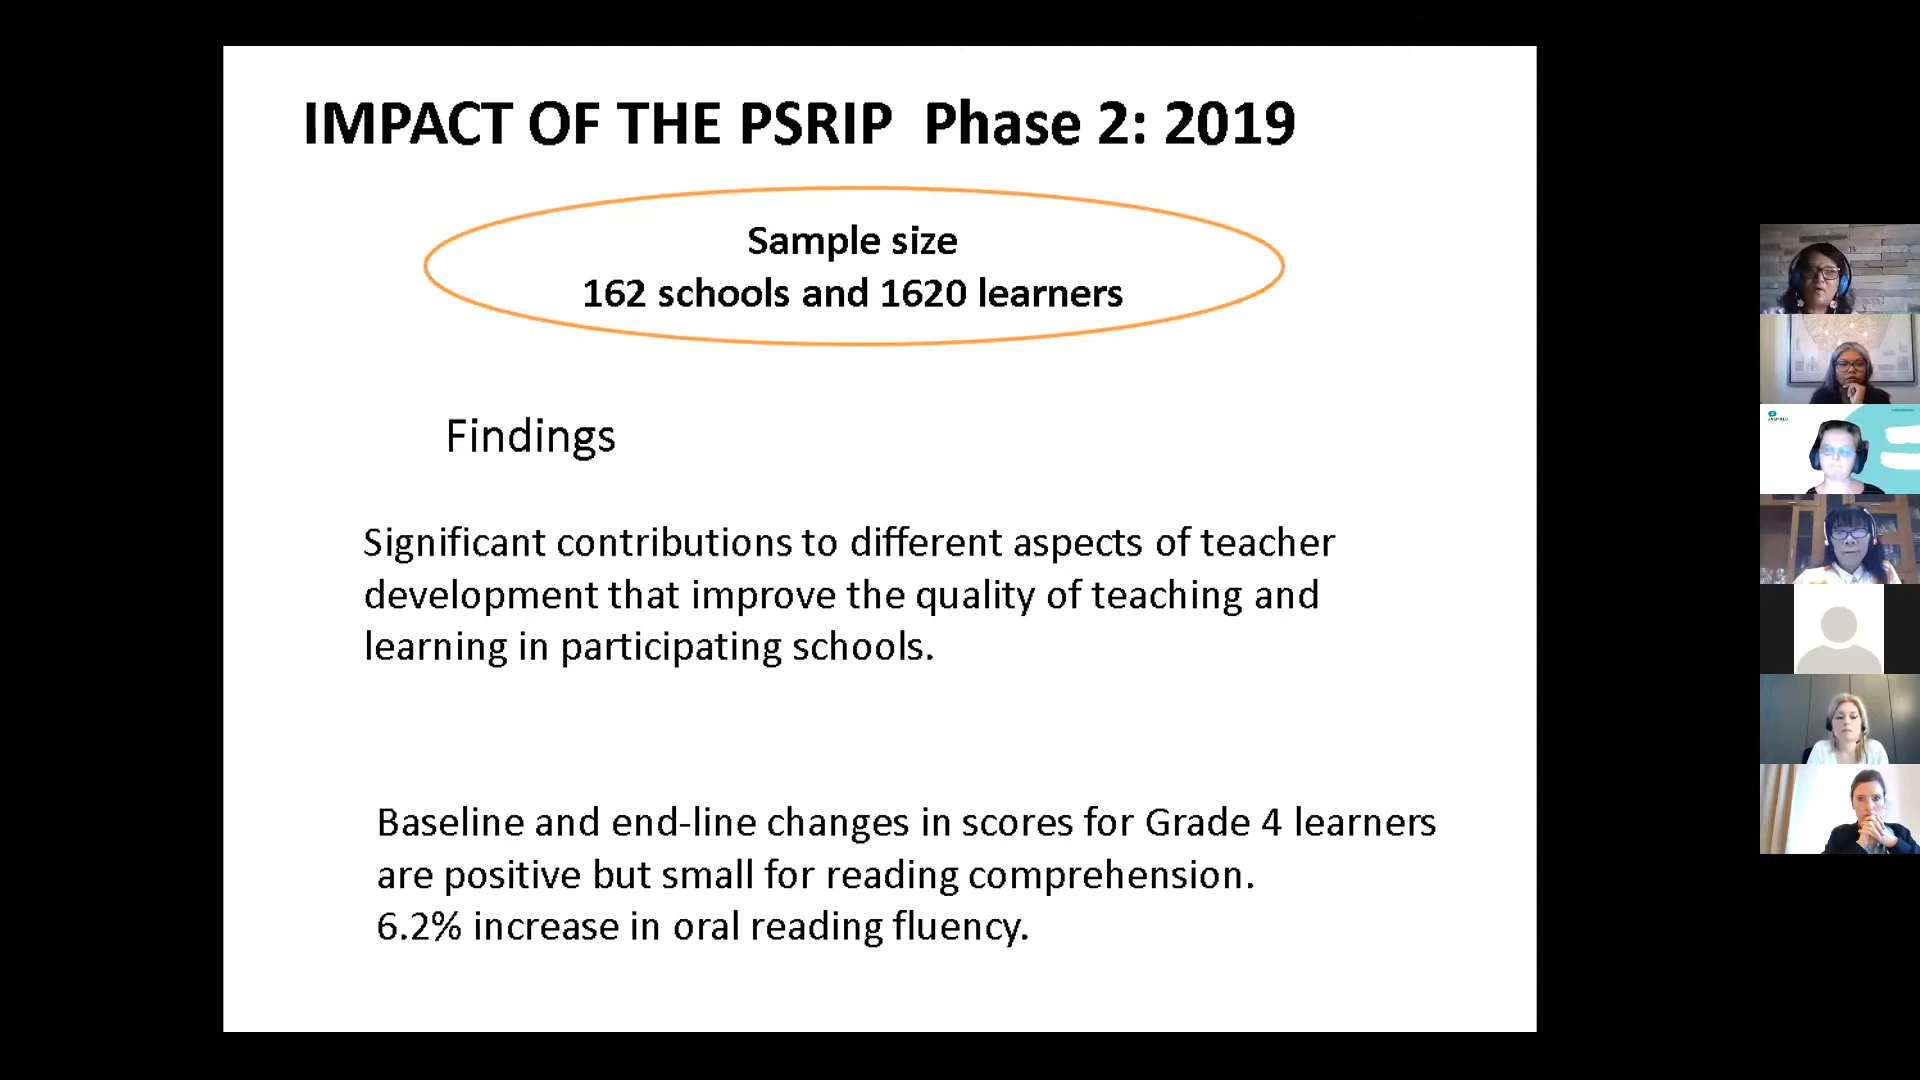 IMPACT OF THE PSRIP Phase 2: 2019
Sample size
162 schools and 1620 learners
Findings
Significant contributions to different aspects of teacher
development that improve the quality of teaching and
learning in participating schools.
Baseline and end-line changes in scores for Grade 4 learners
are positive but small for reading comprehension.
6.2% increase in oral reading fluency.